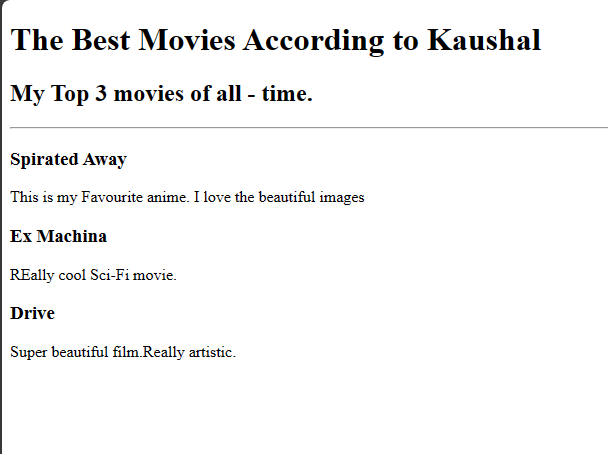 The Best Movies According to Kaushal
My Top 3 movies of all - time.
Spirated Away
This is my Favourite anime. I love the beautiful images
Ex Machina
REally cool Sci-Fi movie.
Drive
Super beautiful film.Really artistic.